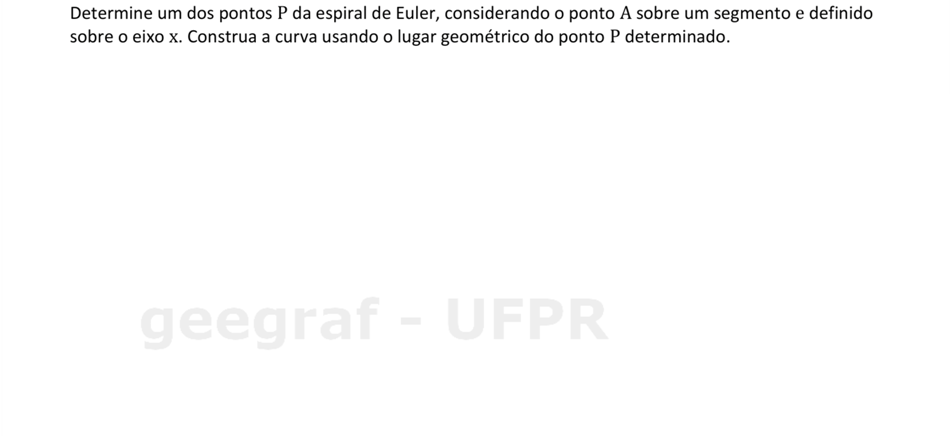 Determine um dos pontos P da espiral de Euler, considerando o ponto A sobre um segmento e definido
sobre o eixo x. Construa a curva usando o lugar geométrico do ponto P determinado.
geegraf - UFPR